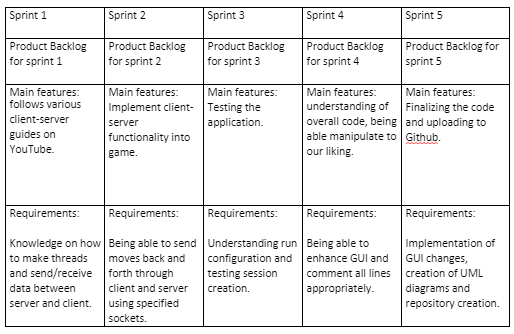 Sprint 1
Sprint 2
Sprint 3
Sprint 4
Sprint 5
Product Backlog
for sprint 1
Product Backlog
for sprint 2
Product Backlog
for sprint 3
Product Backlog
for sprint 4
Product Backlog for
sprint 5
Main features:
follows various
client-server
guides on
YouTube.
Main features:
Implement client-
server
functionality into
game.
Main features:
Testing the
application.
Main features:
understanding of
overall code, being
able manipulate to
our liking.
Main features:
Finalizing the code
and uploading to
Github.
Requirements:
Knowledge on how
to make threads
and send/receive
data between
server and client.
Requirements:
Being able to send
moves back and
forth through
client and server
using specified
sockets.
Requirements:
Understanding run
configuration and
testing session
creation.
Requirements:
Being able to
enhance GUI and
comment all lines
appropriately.
Requirements:
Implementation of
GUI changes,
creation of UML
diagrams and
repository creation.